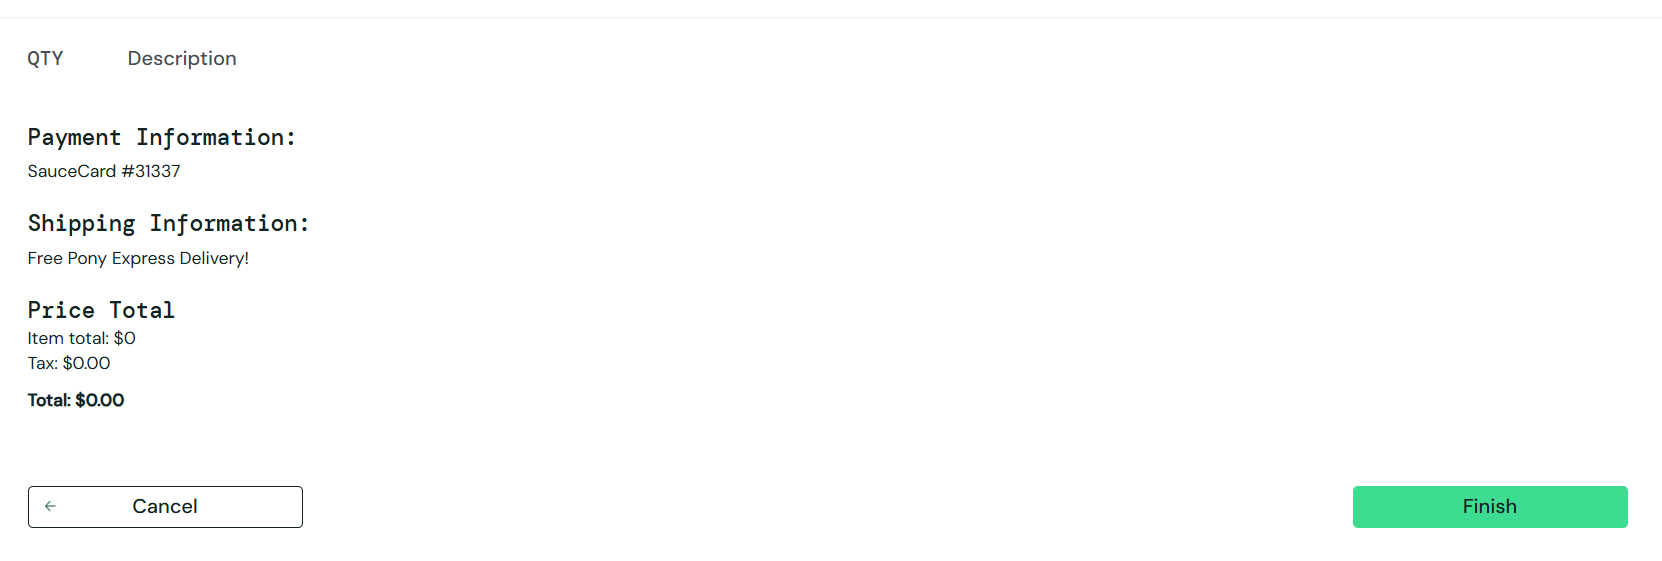 QTY Description
Payment Information:
SauceCard #31337
Shipping Information:
Free Pony Express Delivery!
Price Total
Item total: $0
Tax: $0.00
Total: $0.00
Cancel
Finish